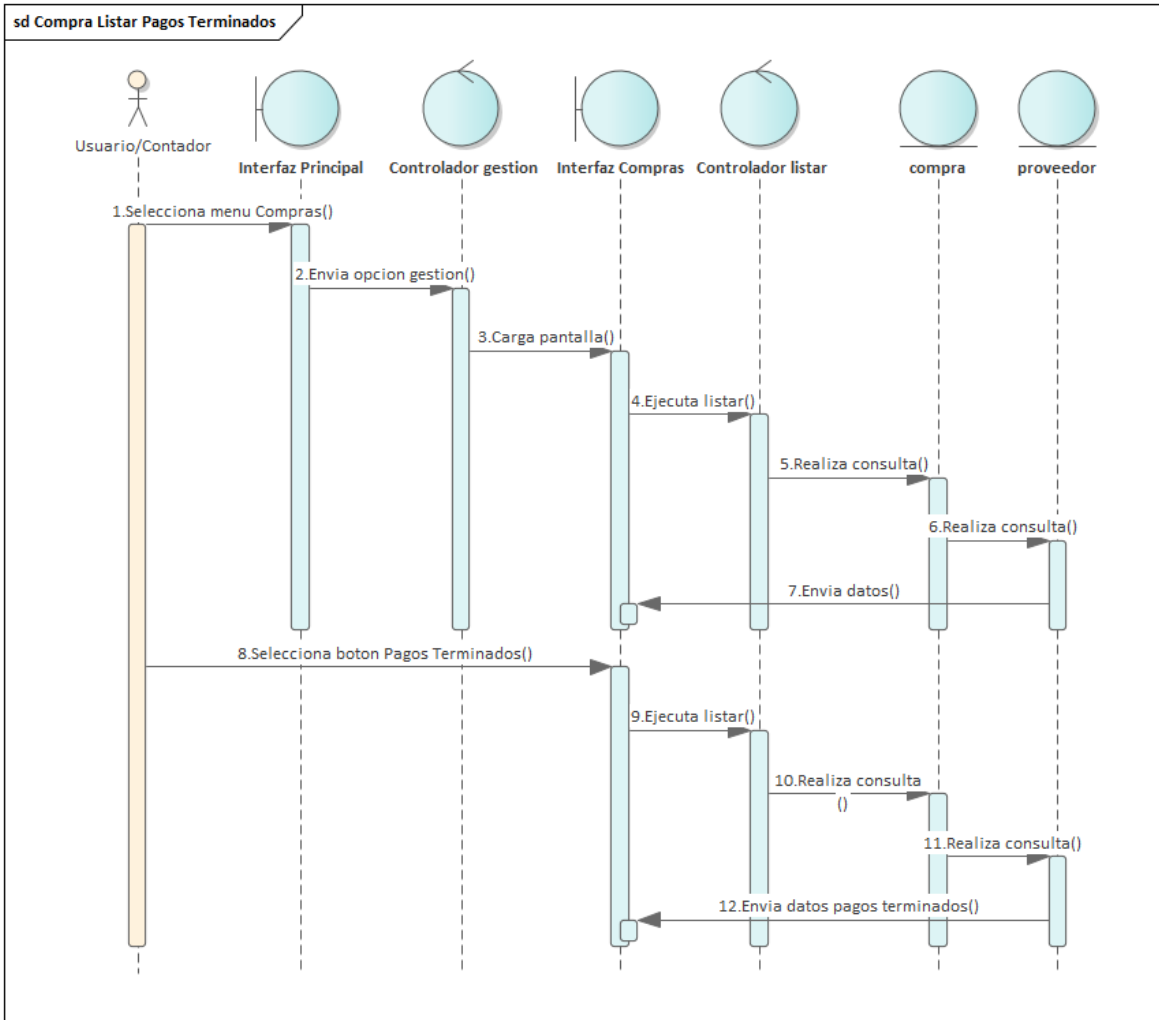 sd Compra Listar Pagos Terminados
Usuario/Contador
Interfaz Principal
Controlador gestion
Interfaz Compras
Controlador listar
compra
proveedor
1.Selecciona menu Compras()
2.Envia opcion gestion()
3.Carga pantalla()
4.Ejecuta listar()
5.Realiza consulta()
6.Realiza consulta()
7.Envia datos()
8.Selecciona boton Pagos Terminados()
9.Ejecuta listar()
10.Realiza consulta
()
11.Realiza consulta()
12.Envia datos pagos terminados()